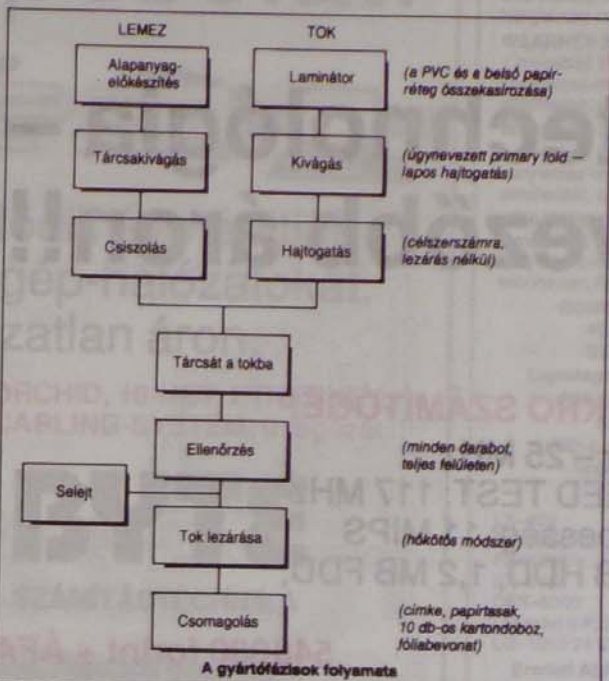 LEMEZ
TOK
Alapanyag-
előkészítés
Laminátor
(a PVC és a belső papír-
réteg összekasírozása)
Tárcsakivágás
Kivágás
(úgynevezett primary fold —
lapos hajtogatás)
Csiszolás
Hajtogatás
(célszerszámra,
lezárás nélkül)
Tárcsát a tokba
Ellenőrzés
(minden darabot,
teljes felületen)
Selejt
Tok lezárása
(hőkötős módszer)
Csomagolás
(címke, papírtasak,
10 db-os kartondoboz,
fóliabevonat)
A gyártófázisok folyamata